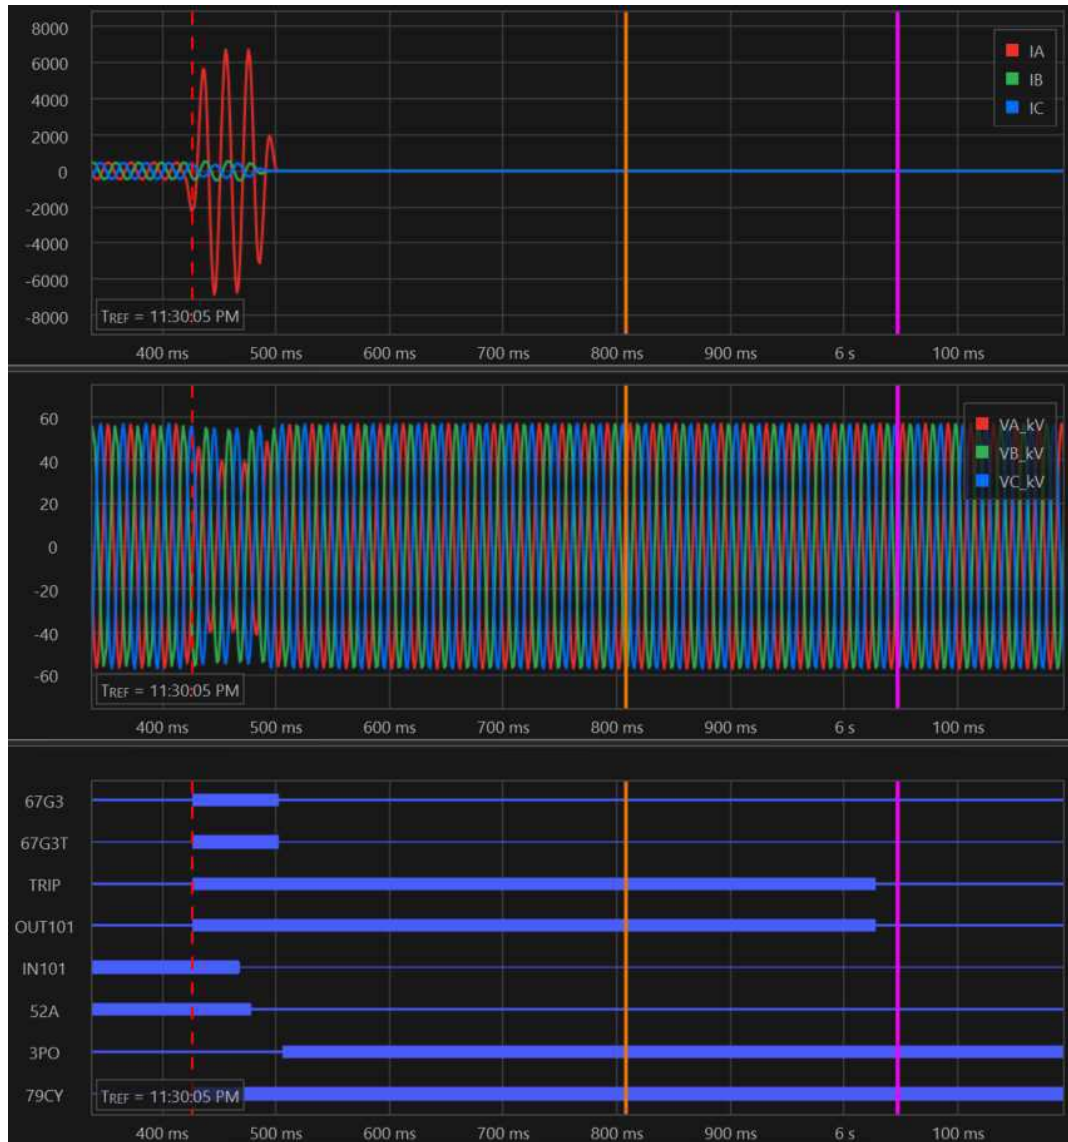 8000
6000
4000
2000
0
-2000
-4000
-6000
-8000
IA
IB
IC
TREF = 11:30:05 PM
400 ms 500 ms 600 ms 700 ms 800 ms 900 ms 6 s 100 ms
60
40
20
0
-20
-40
-60
VA_kV
VB_kV
VC_kV
TREF = 11:30:05 PM
400 ms 500 ms 600 ms 700 ms 800 ms 900 ms 6 s 100 ms
67G3
67G3T
TRIP
OUT101
IN101
52A
3PO
79CY
TREF = 11:30:05 PM
400 ms 500 ms 600 ms 700 ms 800 ms 900 ms 6 s 100 ms